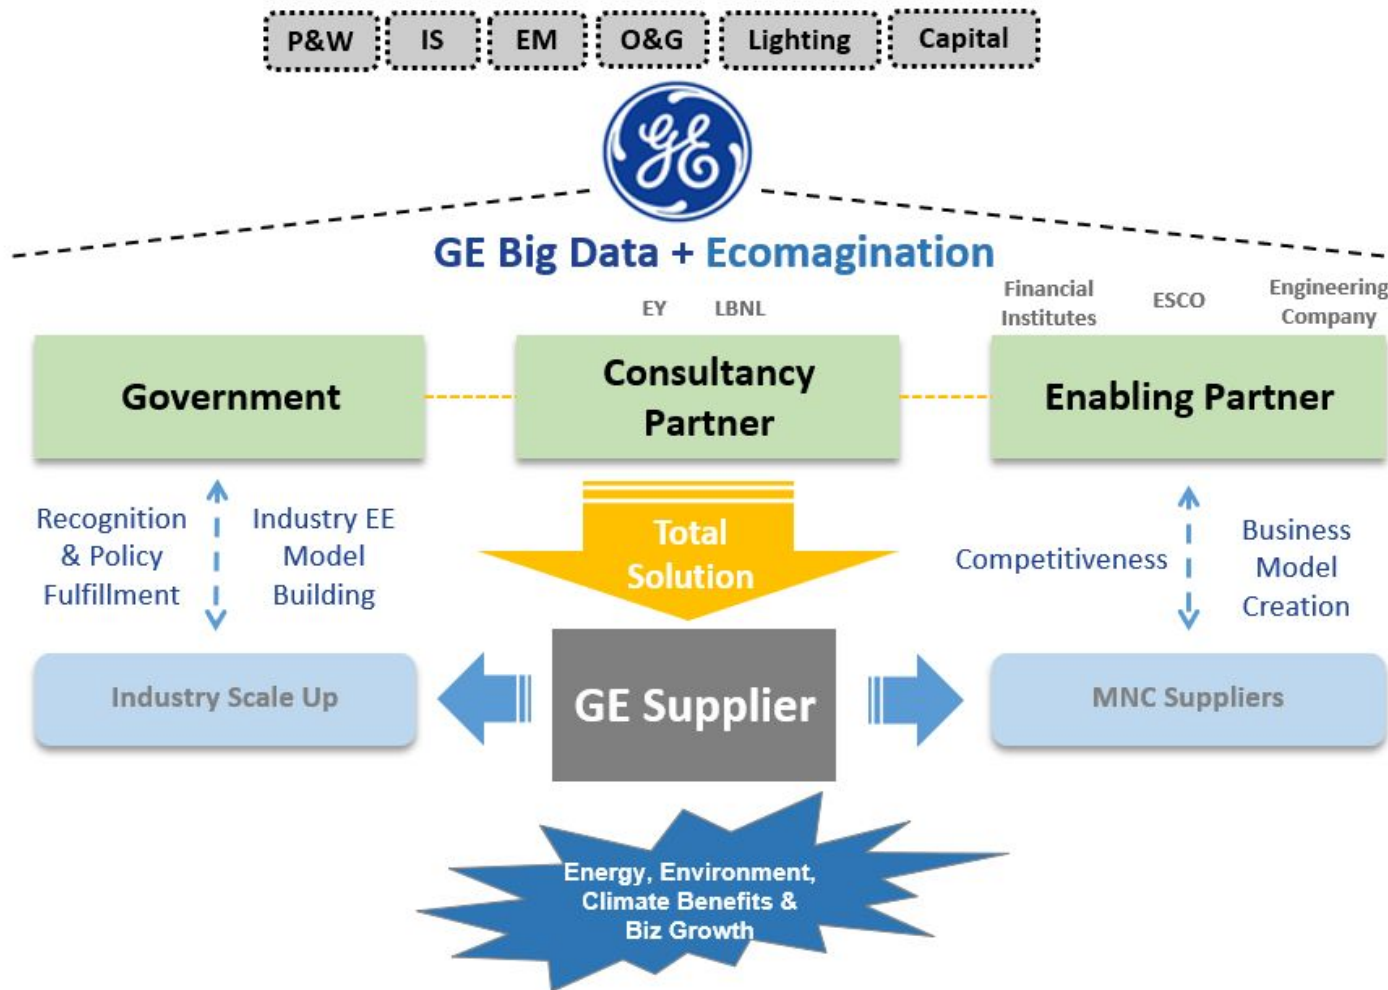 P&W IS EM O&G Lighting Capital
GE
GE Big Data + Ecomagination
EY LBNL
Financial
Institutes
ESCO
Engineering
Company
Government
Consultancy
Partner
Enabling Partner
Recognition
& Policy
Fulfillment
Industry EE
Model
Building
Total
Solution
Competitiveness
Business
Model
Creation
Industry Scale Up
GE Supplier
MNC Suppliers
Energy, Environment,
Climate Benefits &
Biz Growth